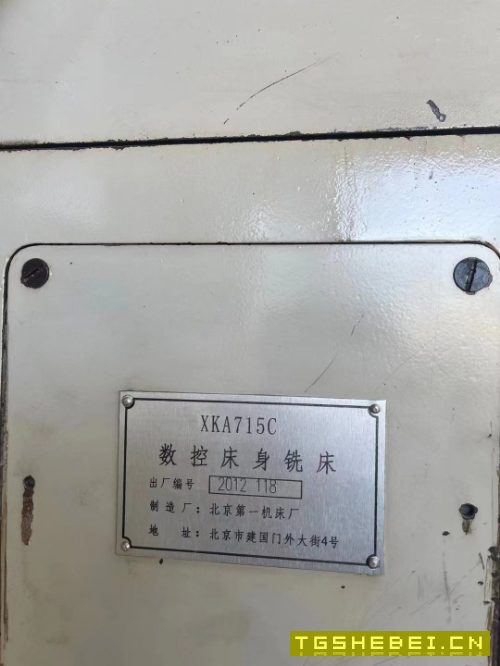 XKA715C
数控床身铣床
出厂编号 2012 118
制造厂：北京第一机床厂
地 址：北京市建国门外大街4号
TGSHEBEI.CN